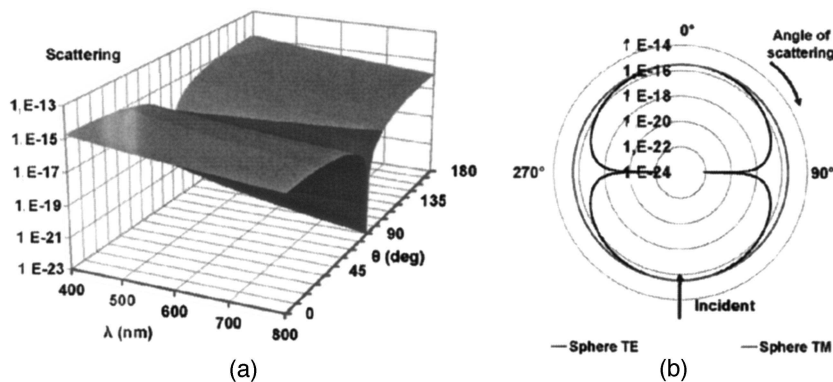 Scattering
1,E-13
1.E-15
1.E-17
1.E-19
1 E-21
1 E-23
400
500
600
700
800
λ (nm)
0
45
90
135
180
θ (deg)
(a)
0°
Angle of
scattering
1 E-14
1 E-16
1 E-18
1 E-20
1,E-22
1 E-24
270°
90°
Incident
Sphere TE
Sphere TM
(b)